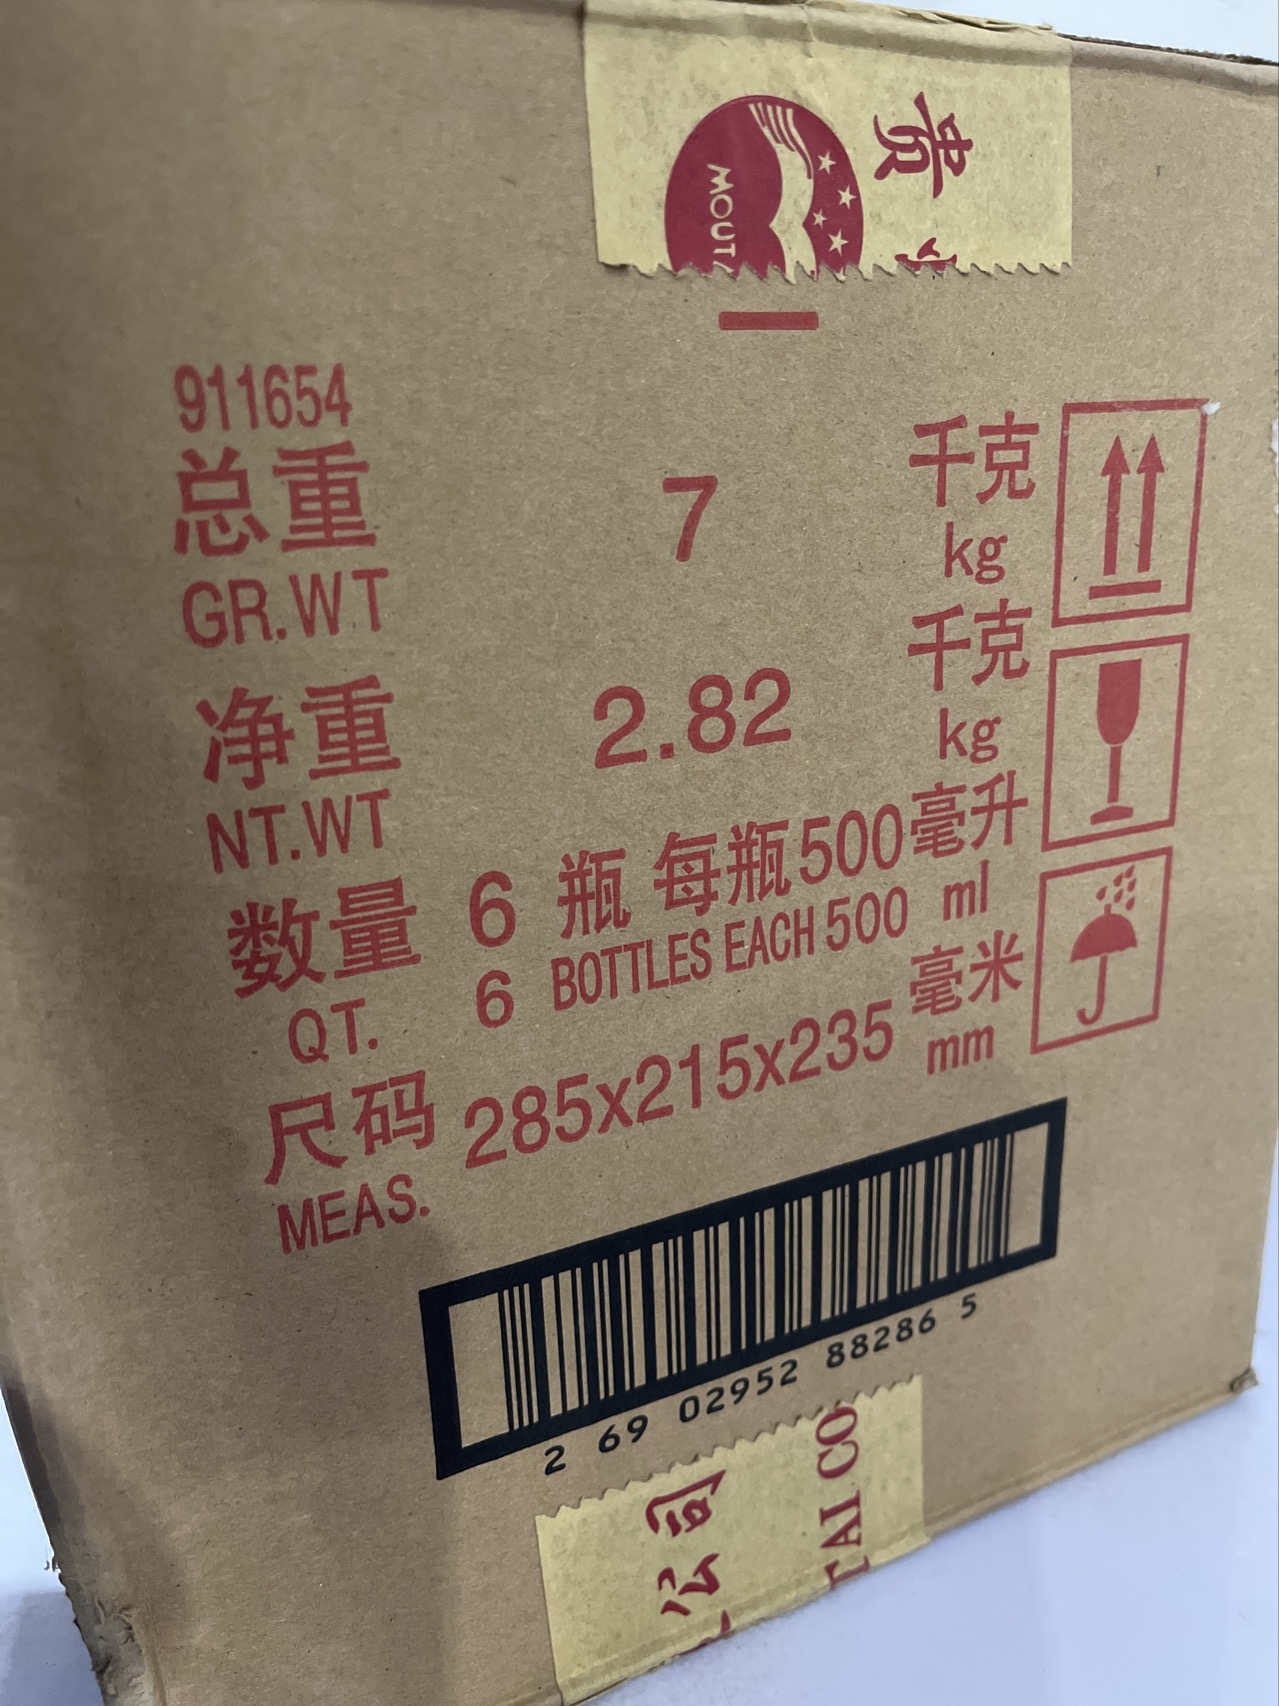 贵
MOUT
911654
总重 7 千克
GR.WT kg
净重 2.82 千克
NT.WT kg
数量 6 瓶 每瓶500毫升
QT. 6 BOTTLES EACH 500 ml
尺码 285x215x235 毫米
MEAS. mm
2 69 02952 88286 5
公司
TAI CO